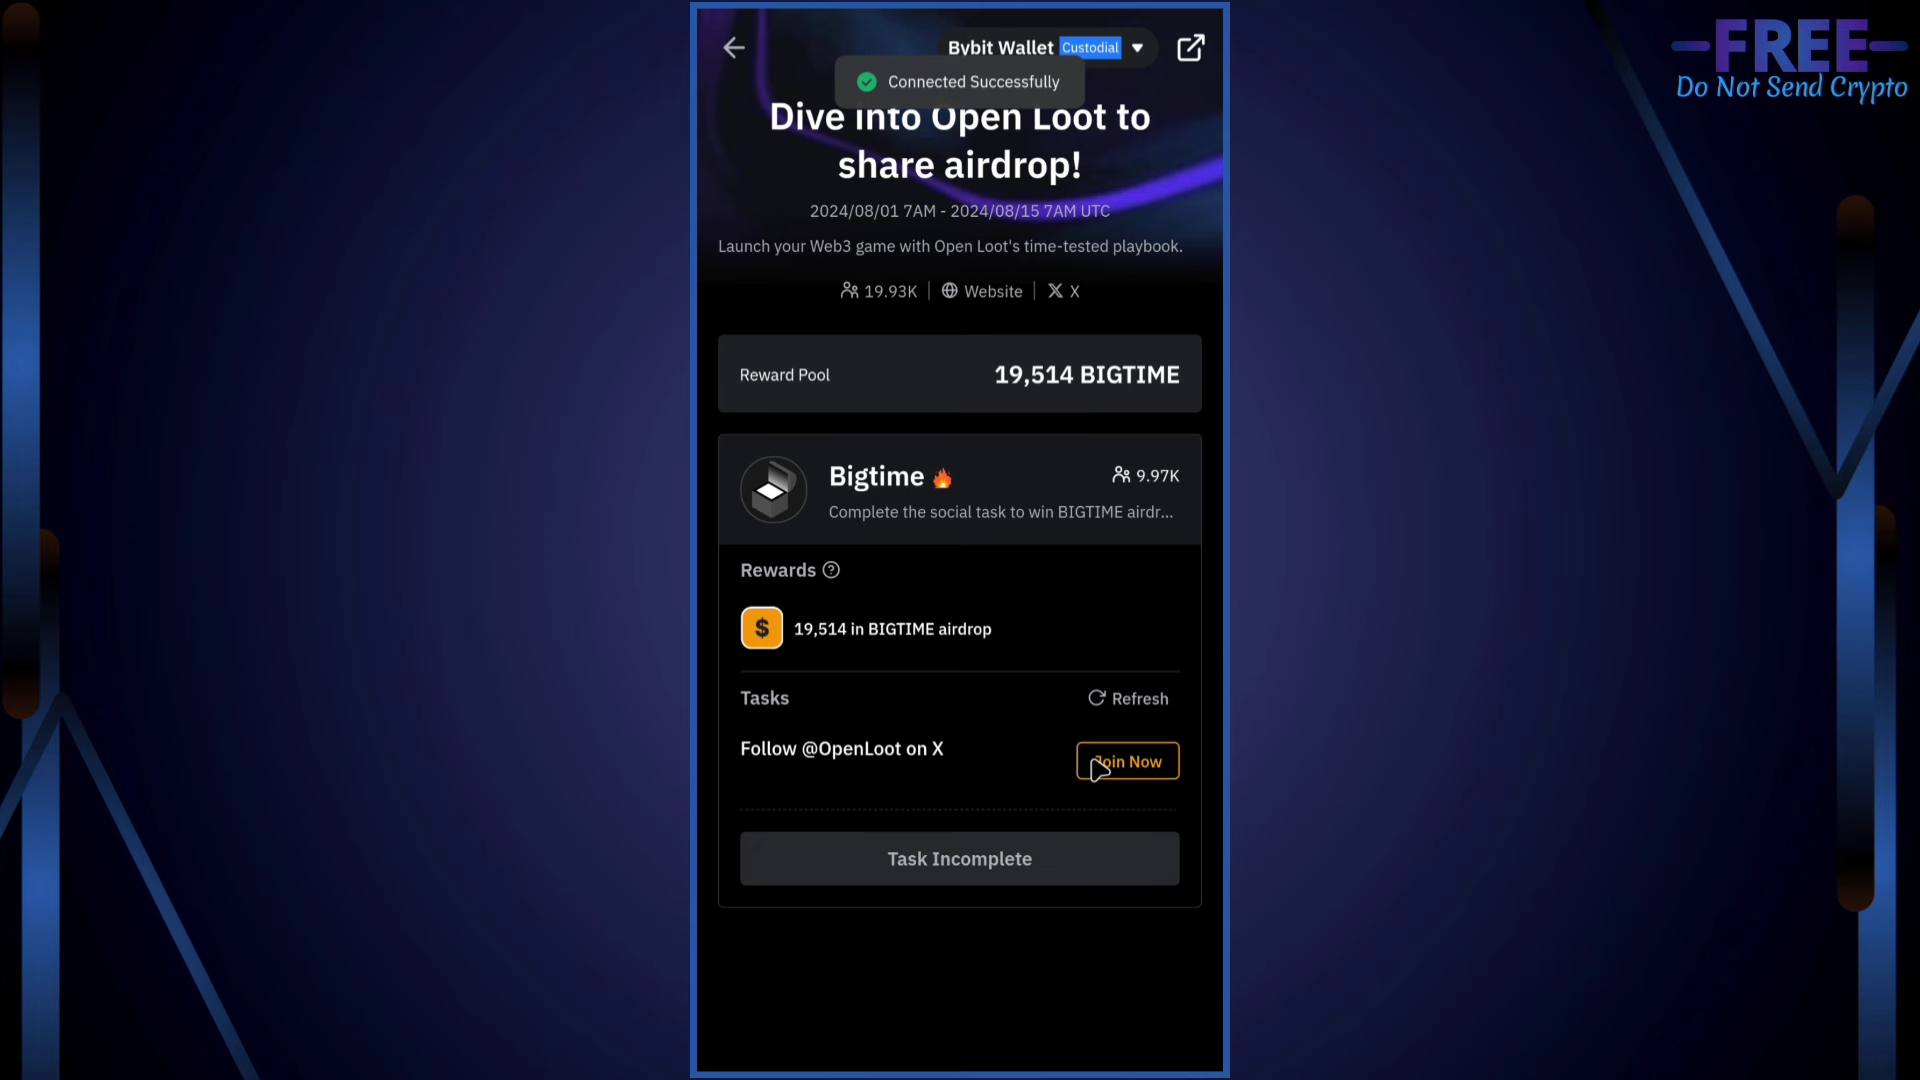 FREE
Do Not Send Crypto
Bybit Wallet Custodial
Connected Successfully
Dive into Open Loot to
share airdrop!
2024/08/01 7AM - 2024/08/15 7AM UTC
Launch your Web3 game with Open Loot's time-tested playbook.
19.93K | Website | X
Reward Pool 19,514 BIGTIME
Bigtime 🔥 9.97K
Complete the social task to win BIGTIME airdr...
Rewards
$ 19,514 in BIGTIME airdrop
Tasks Refresh
Follow @OpenLoot on X
Join Now
Task Incomplete